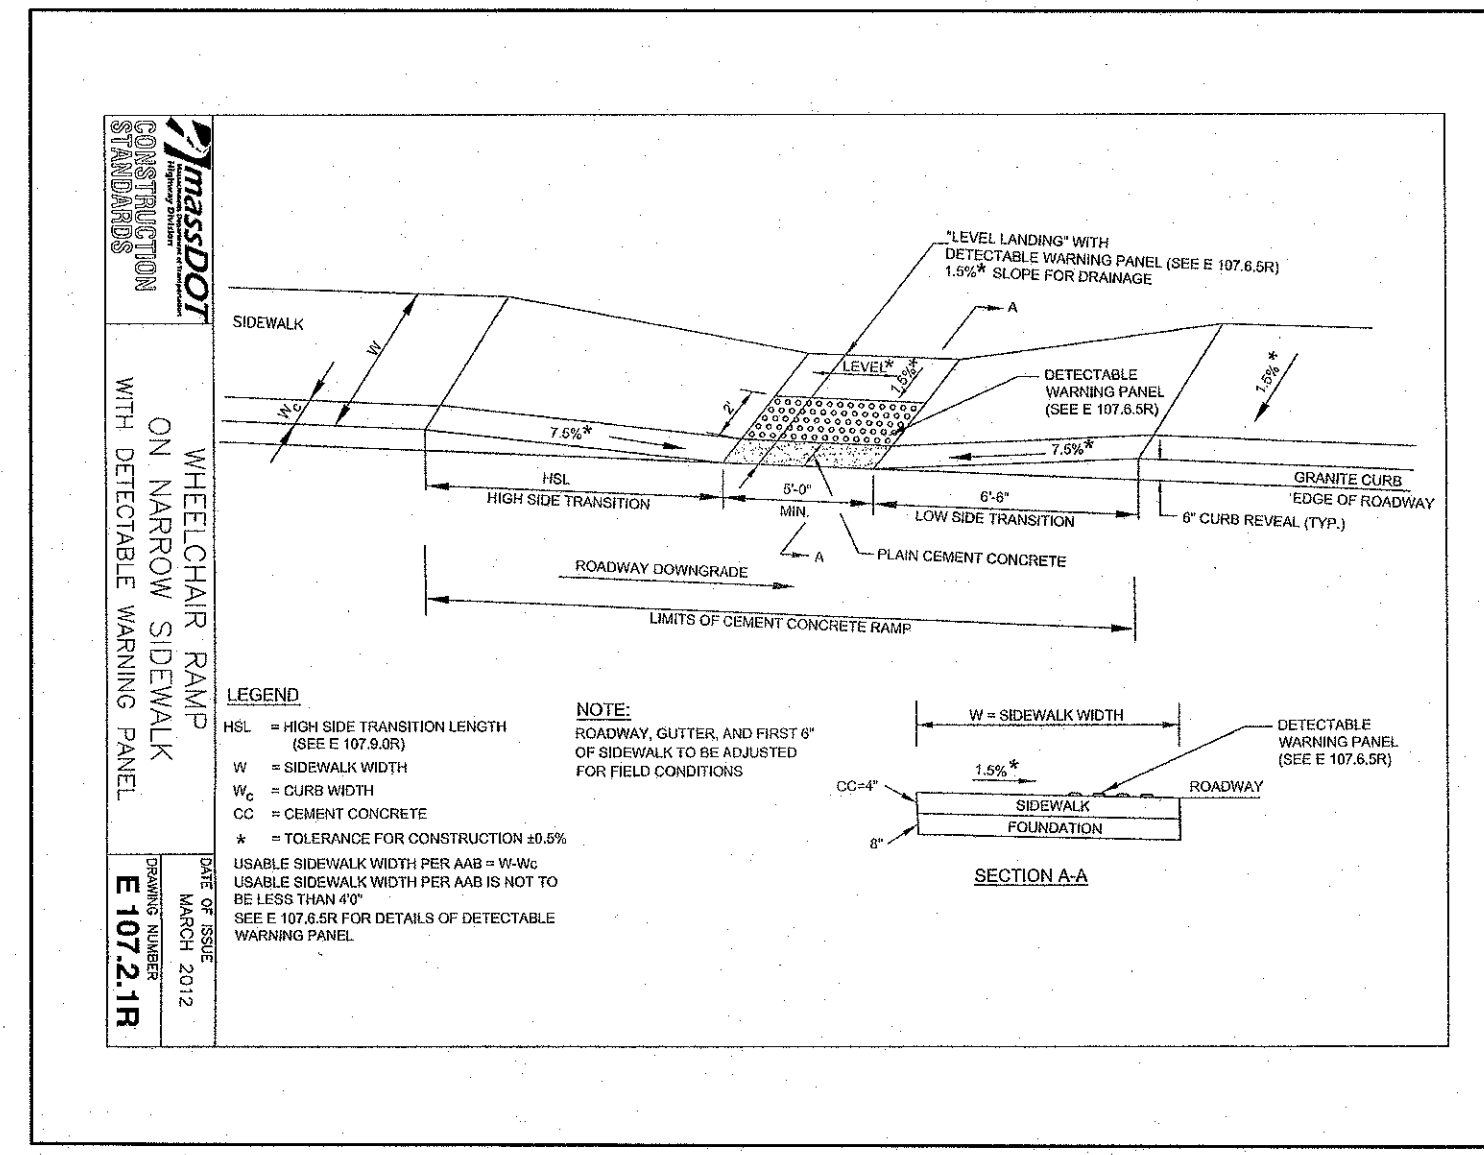 massDOT
Massachusetts Department of Transportation
Highway Division
CONSTRUCTION
STANDARDS
WHEELCHAIR RAMP
ON NARROW SIDEWALK
WITH DETECTABLE WARNING PANEL
DATE OF ISSUE
MARCH 2012
DRAWING NUMBER
E 107.2.1R
"LEVEL LANDING" WITH
DETECTABLE WARNING PANEL (SEE E 107.6.5R)
1.5%* SLOPE FOR DRAINAGE
A
SIDEWALK
W
Wc
LEVEL*
1.5%*
DETECTABLE
WARNING PANEL
(SEE E 107.6.5R)
1.5%*
2'
7.5%*
7.5%*
GRANITE CURB
EDGE OF ROADWAY
6" CURB REVEAL (TYP.)
HSL
HIGH SIDE TRANSITION
5'-0"
MIN.
6'-6"
LOW SIDE TRANSITION
A
PLAIN CEMENT CONCRETE
ROADWAY DOWNGRADE
LIMITS OF CEMENT CONCRETE RAMP
LEGEND
HSL = HIGH SIDE TRANSITION LENGTH
(SEE E 107.9.0R)
W = SIDEWALK WIDTH
Wc = CURB WIDTH
CC = CEMENT CONCRETE
* = TOLERANCE FOR CONSTRUCTION ±0.5%
USABLE SIDEWALK WIDTH PER AAB = W-Wc
USABLE SIDEWALK WIDTH PER AAB IS NOT TO
BE LESS THAN 4'0"
SEE E 107.6.5R FOR DETAILS OF DETECTABLE
WARNING PANEL
NOTE:
ROADWAY, GUTTER, AND FIRST 6"
OF SIDEWALK TO BE ADJUSTED
FOR FIELD CONDITIONS
W = SIDEWALK WIDTH
DETECTABLE
WARNING PANEL
(SEE E 107.6.5R)
1.5%*
CC=4"
ROADWAY
SIDEWALK
FOUNDATION
8"
SECTION A-A